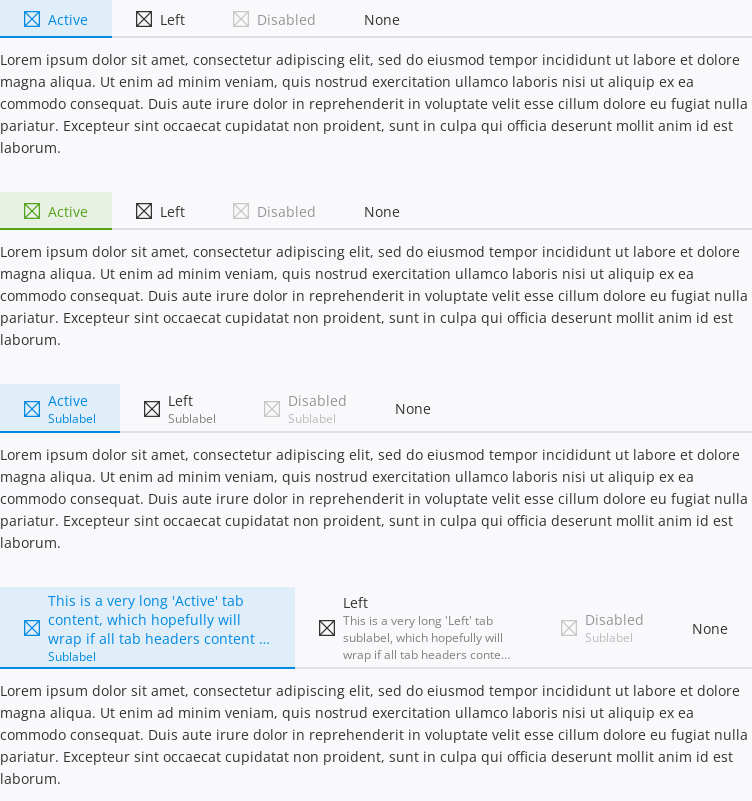 Active Left Disabled None
Lorem ipsum dolor sit amet, consectetur adipiscing elit, sed do eiusmod tempor incididunt ut labore et dolore
magna aliqua. Ut enim ad minim veniam, quis nostrud exercitation ullamco laboris nisi ut aliquip ex ea
commodo consequat. Duis aute irure dolor in reprehenderit in voluptate velit esse cillum dolore eu fugiat nulla
pariatur. Excepteur sint occaecat cupidatat non proident, sunt in culpa qui officia deserunt mollit anim id est
laborum.
Active Left Disabled None
Lorem ipsum dolor sit amet, consectetur adipiscing elit, sed do eiusmod tempor incididunt ut labore et dolore
magna aliqua. Ut enim ad minim veniam, quis nostrud exercitation ullamco laboris nisi ut aliquip ex ea
commodo consequat. Duis aute irure dolor in reprehenderit in voluptate velit esse cillum dolore eu fugiat nulla
pariatur. Excepteur sint occaecat cupidatat non proident, sunt in culpa qui officia deserunt mollit anim id est
laborum.
Active
Sublabel
Left
Sublabel
Disabled
Sublabel
None
Lorem ipsum dolor sit amet, consectetur adipiscing elit, sed do eiusmod tempor incididunt ut labore et dolore
magna aliqua. Ut enim ad minim veniam, quis nostrud exercitation ullamco laboris nisi ut aliquip ex ea
commodo consequat. Duis aute irure dolor in reprehenderit in voluptate velit esse cillum dolore eu fugiat nulla
pariatur. Excepteur sint occaecat cupidatat non proident, sunt in culpa qui officia deserunt mollit anim id est
laborum.
This is a very long 'Active' tab
content, which hopefully will
wrap if all tab headers content ...
Sublabel
Left
This is a very long 'Left' tab
sublabel, which hopefully will
wrap if all tab headers conte...
Disabled
Sublabel
None
Lorem ipsum dolor sit amet, consectetur adipiscing elit, sed do eiusmod tempor incididunt ut labore et dolore
magna aliqua. Ut enim ad minim veniam, quis nostrud exercitation ullamco laboris nisi ut aliquip ex ea
commodo consequat. Duis aute irure dolor in reprehenderit in voluptate velit esse cillum dolore eu fugiat nulla
pariatur. Excepteur sint occaecat cupidatat non proident, sunt in culpa qui officia deserunt mollit anim id est
laborum.